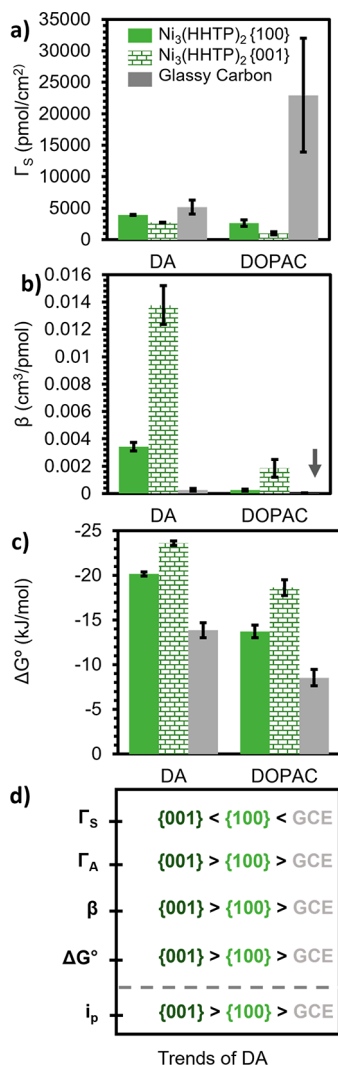 a)
Ni₃(HHTP)₂ {100}
Ni₃(HHTP)₂ {001}
Glassy Carbon
Γₛ (pmol/cm²)
35000
30000
25000
20000
15000
10000
5000
0
DA DOPAC
b)
β (cm³/pmol)
0.016
0.014
0.012
0.01
0.008
0.006
0.004
0.002
0
DA DOPAC
c)
ΔG° (kJ/mol)
-25
-20
-15
-10
-5
0
DA DOPAC
d)
Γₛ {001} < {100} < GCE
Γ_A {001} > {100} > GCE
β {001} > {100} > GCE
ΔG° {001} > {100} > GCE
iₚ {001} > {100} > GCE
Trends of DA